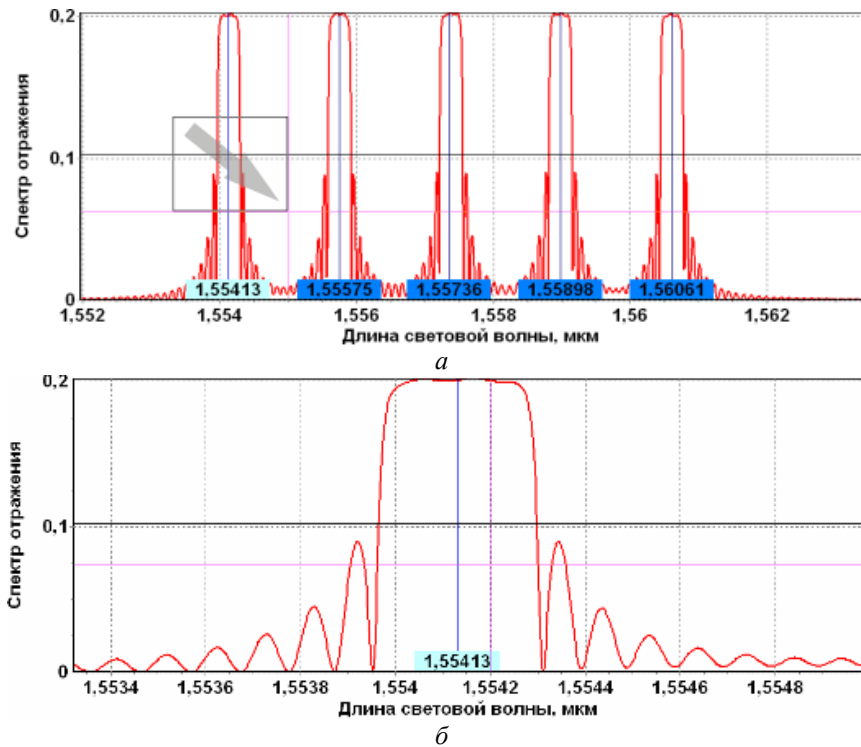 0,2
Спектр отражения
0,1
0
1,55413 1,55575 1,55736 1,55898 1,56061
1,552 1,554 1,556 1,558 1,56 1,562
Длина световой волны, мкм
а
0,2
Спектр отражения
0,1
0
1,55413
1,5534 1,5536 1,5538 1,554 1,5542 1,5544 1,5546 1,5548
Длина световой волны, мкм
б